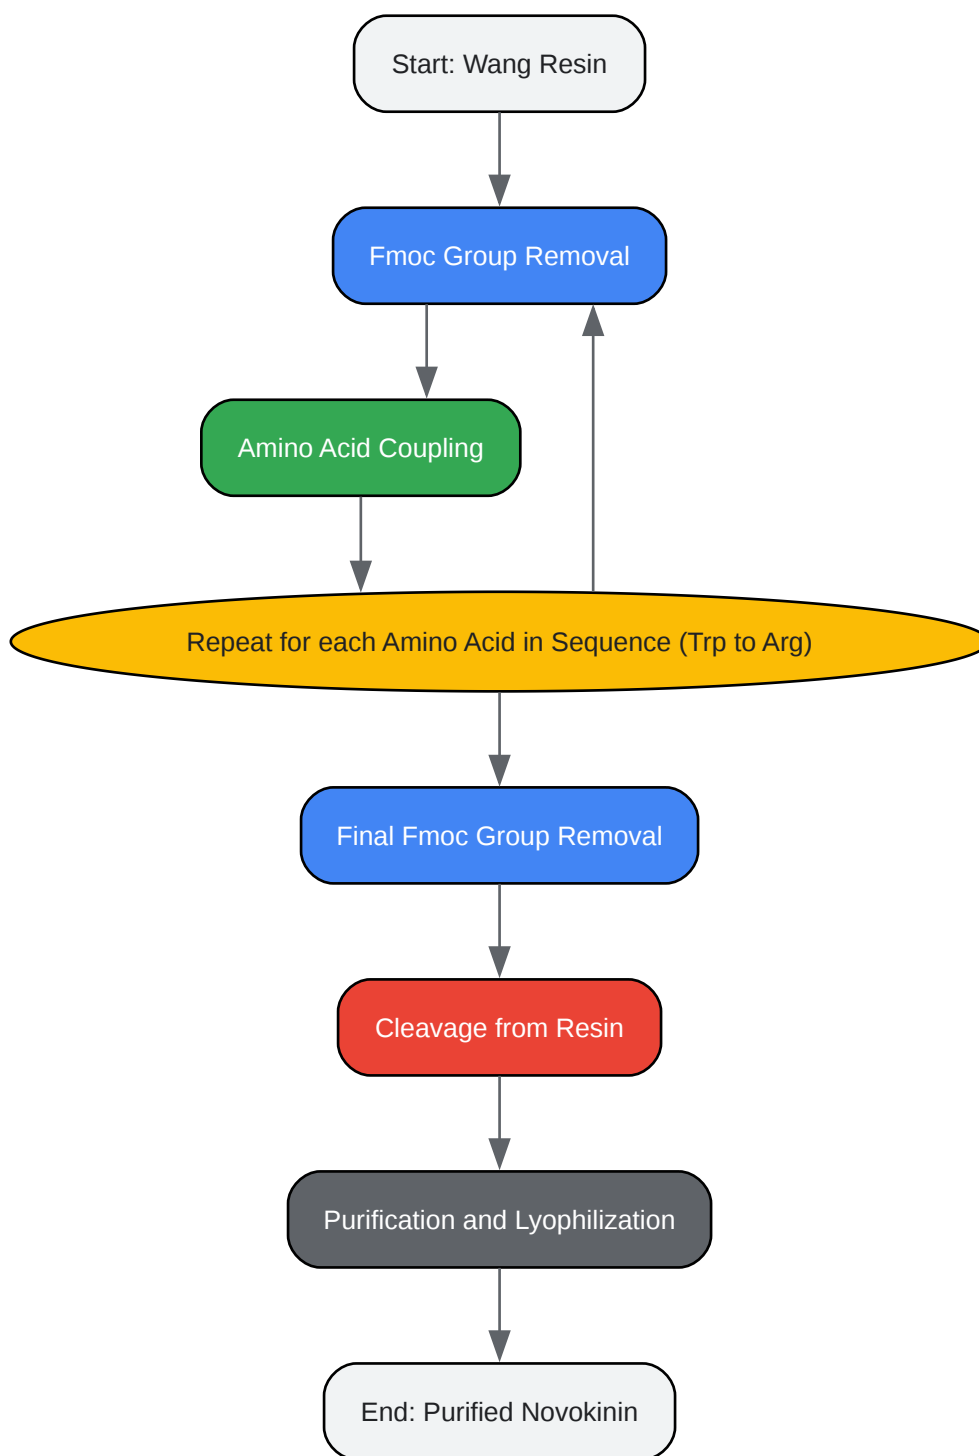 Start: Wang Resin
Fmoc Group Removal
Amino Acid Coupling
Repeat for each Amino Acid in Sequence (Trp to Arg)
Final Fmoc Group Removal
Cleavage from Resin
Purification and Lyophilization
End: Purified Novokinin